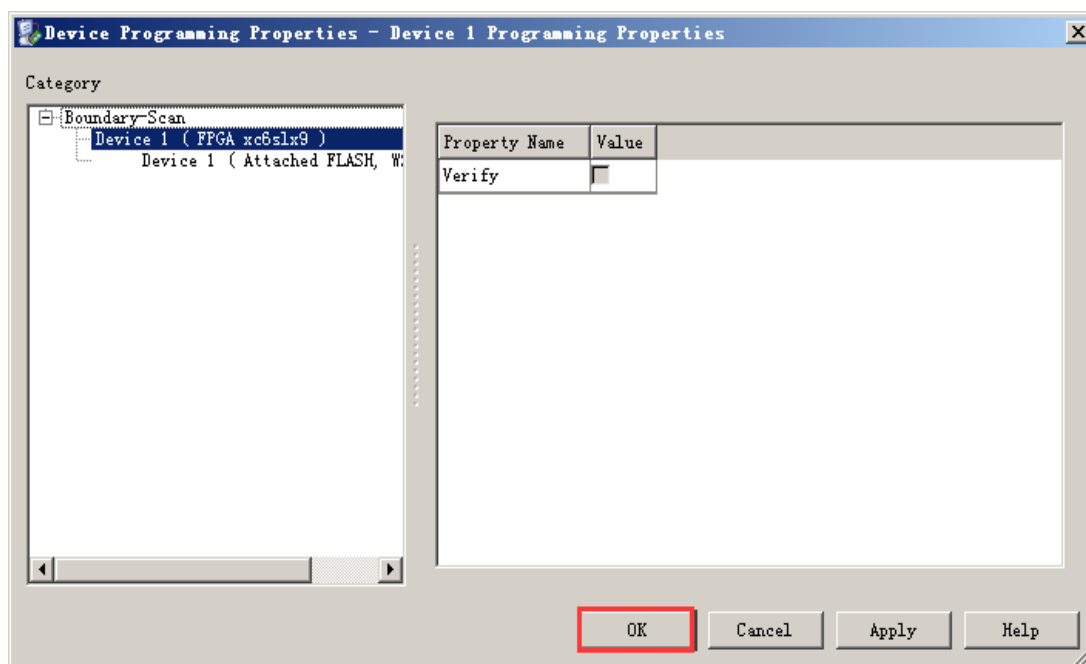 Device Programming Properties - Device 1 Programming Properties
Category
Boundary-Scan
Device 1 ( FPGA xc6slx9 )
Device 1 ( Attached FLASH,
Property Name Value
Verify
OK Cancel Apply Help